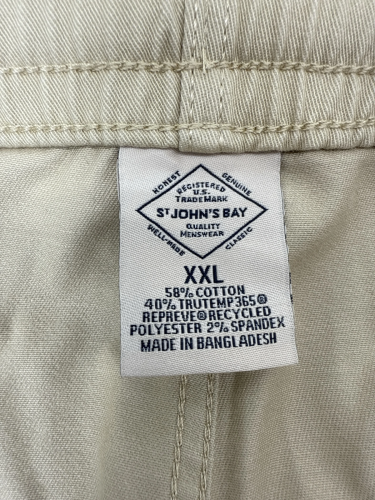 HONEST
GENUINE
REGISTERED
U.S.
TRADEMARK
ST JOHN'S BAY
QUALITY
MENSWEAR
WELL-MADE
CLASSIC
XXL
58% COTTON
40% TRUTEMP365®
REPREVE® RECYCLED
POLYESTER 2% SPANDEX
MADE IN BANGLADESH